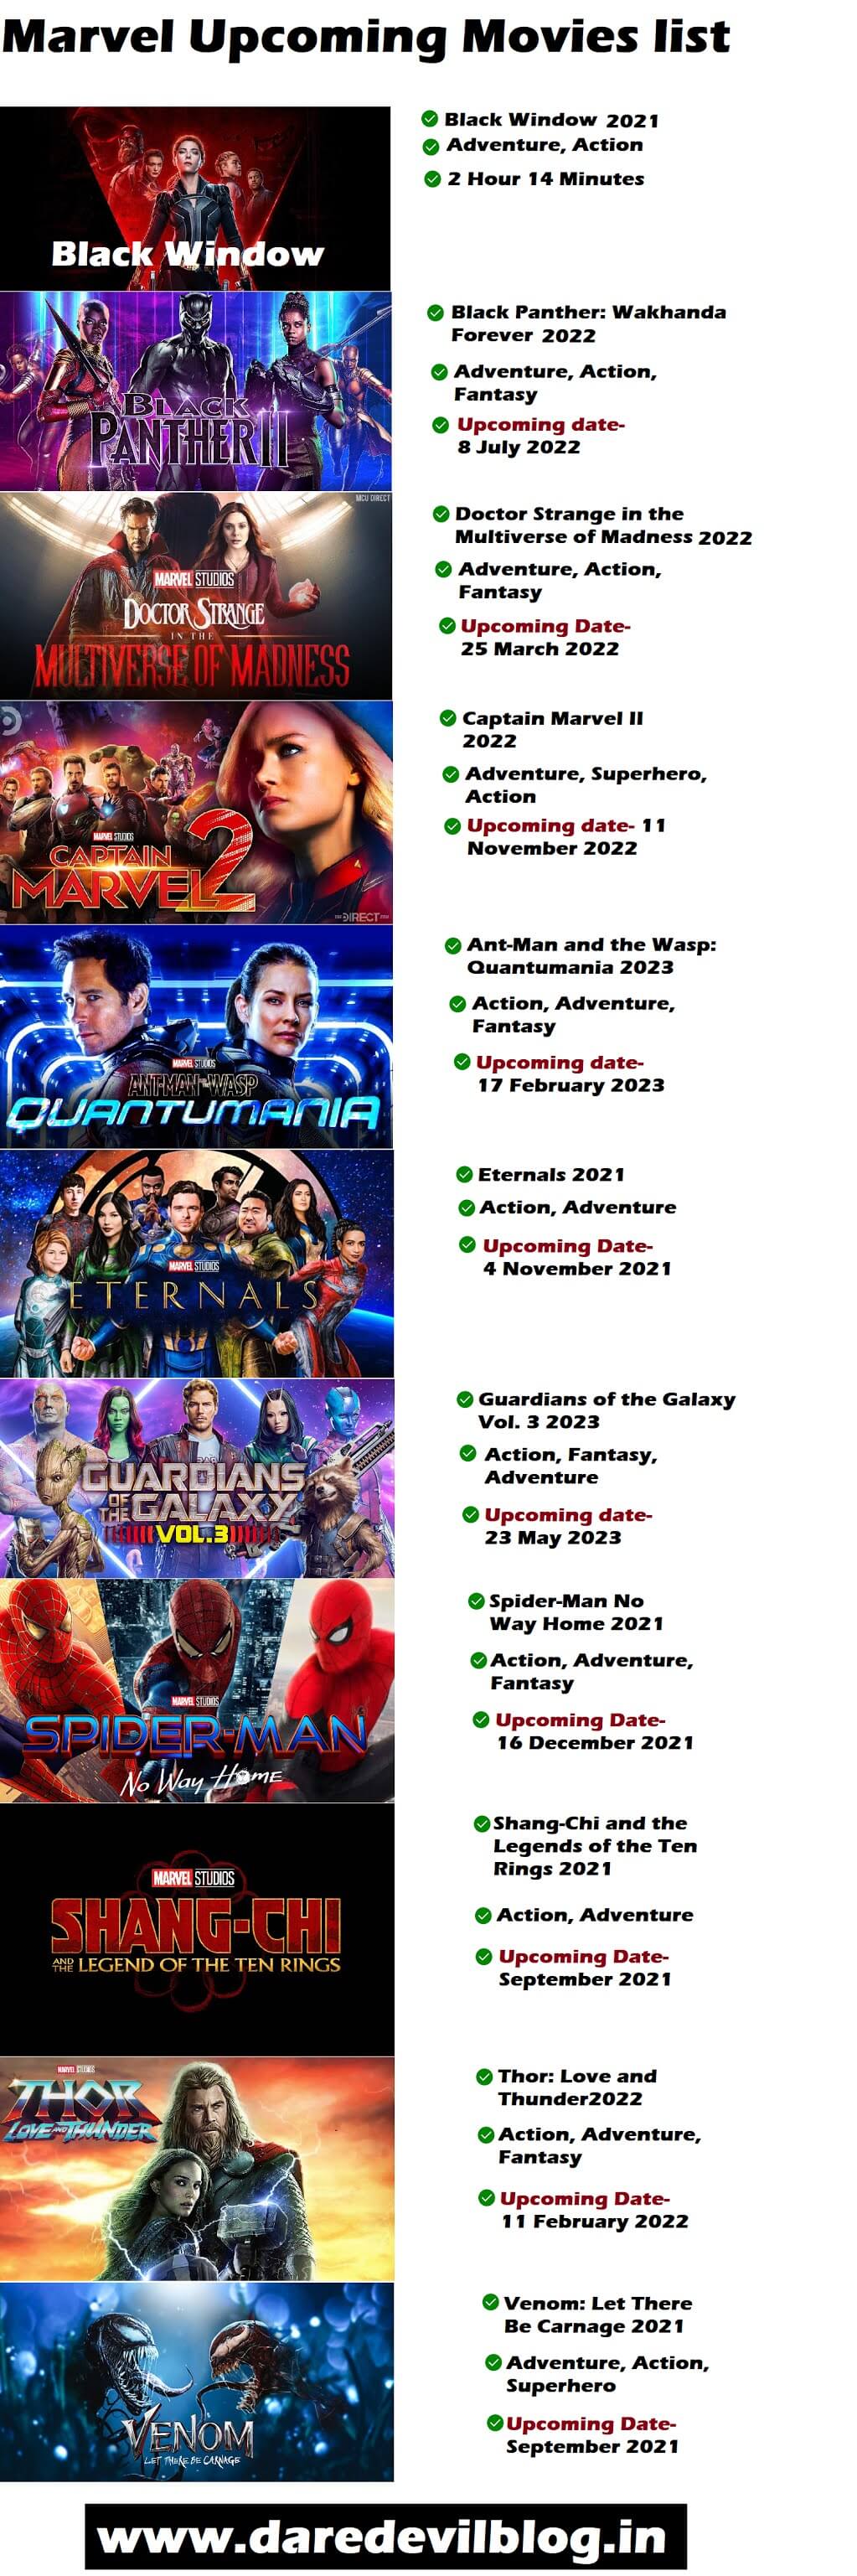 Marvel Upcoming Movies list
Black Window
Black Window 2021
Adventure, Action
2 Hour 14 Minutes
BLACK
PANTHER II
Black Panther: Wakhanda
Forever 2022
Adventure, Action,
Fantasy
Upcoming date-
8 July 2022
MCU DIRECT
MARVEL STUDIOS
DOCTOR STRANGE
IN THE
MULTIVERSE OF MADNESS
Doctor Strange in the
Multiverse of Madness 2022
Adventure, Action,
Fantasy
Upcoming Date-
25 March 2022
MARVEL STUDIOS
CAPTAIN
MARVEL 2
DIRECT
Captain Marvel II
2022
Adventure, Superhero,
Action
Upcoming date- 11
November 2022
MARVEL STUDIOS
ANT-MAN AND THE WASP
QUANTUMANIA
Ant-Man and the Wasp:
Quantumania 2023
Action, Adventure,
Fantasy
Upcoming date-
17 February 2023
MARVEL STUDIOS
ETERNALS
Eternals 2021
Action, Adventure
Upcoming Date-
4 November 2021
GUARDIANS
OF THE GALAXY
VOL.3
Guardians of the Galaxy
Vol. 3 2023
Action, Fantasy,
Adventure
Upcoming date-
23 May 2023
MARVEL STUDIOS
SPIDER-MAN
No Way Home
Spider-Man No
Way Home 2021
Action, Adventure,
Fantasy
Upcoming Date-
16 December 2021
MARVEL STUDIOS
SHANG-CHI
AND THE LEGEND OF THE TEN RINGS
Shang-Chi and the
Legends of the Ten
Rings 2021
Action, Adventure
Upcoming Date-
September 2021
MARVEL STUDIOS
THOR
LOVE AND THUNDER
Thor: Love and
Thunder2022
Action, Adventure,
Fantasy
Upcoming Date-
11 February 2022
VENOM
LET THERE BE CARNAGE
Venom: Let There
Be Carnage 2021
Adventure, Action,
Superhero
Upcoming Date-
September 2021
www.daredevilblog.in